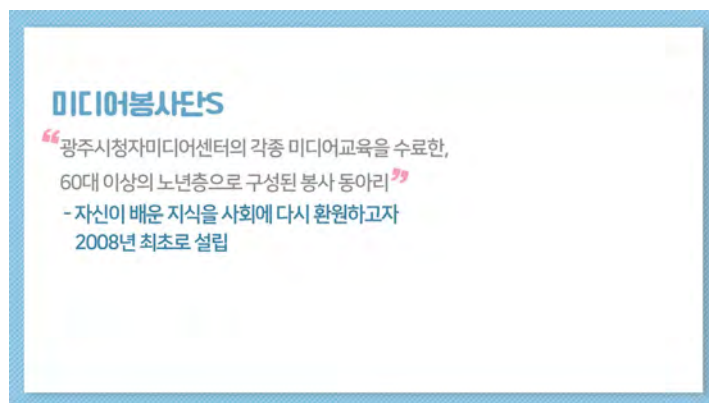 미디어봉사단S
“광주시청자미디어센터의 각종 미디어교육을 수료한,
60대 이상의 노년층으로 구성된 봉사 동아리”
- 자신이 배운 지식을 사회에 다시 환원하고자
2008년 최초로 설립